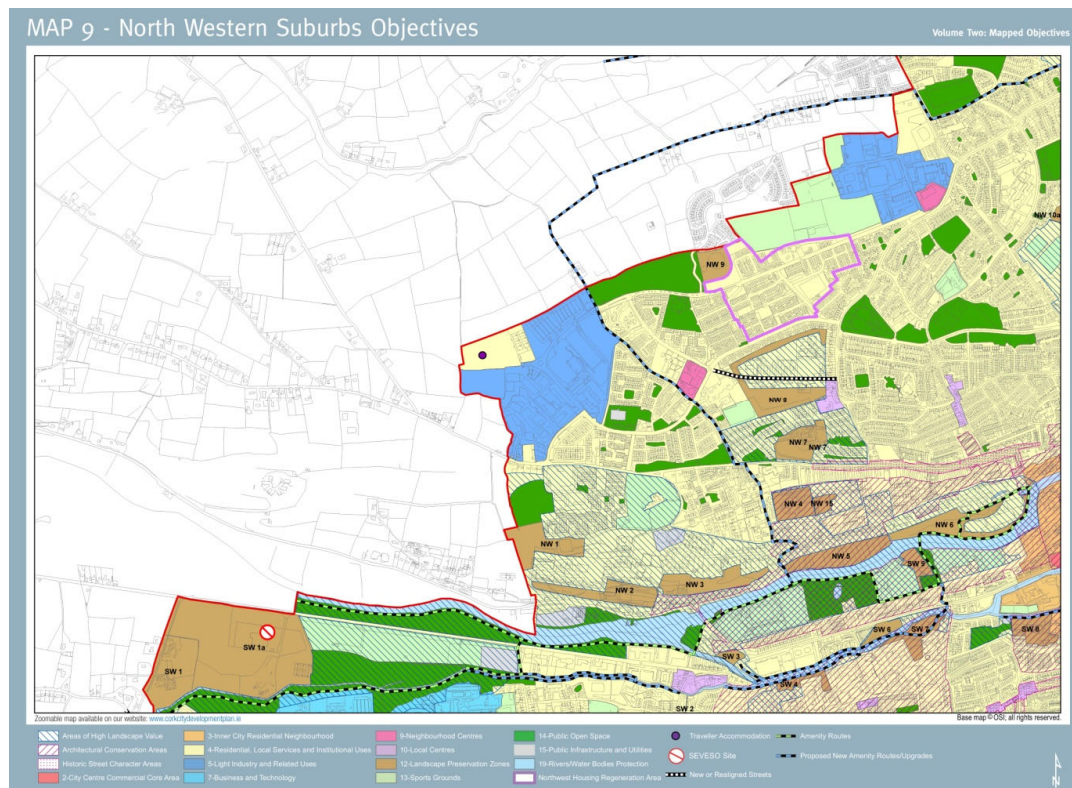 MAP 9 - North Western Suburbs Objectives
Volume Two: Mapped Objectives
NW 10a
NW 9
NW 8
NW 7
NW 7
NW 4
NW 15
NW 6
NW 1
NW 5
SW 9
NW 2
NW 3
SW 1a
SW 1
SW 6
SW 7
SW 8
SW 3
SW 4
SW 2
Zoomable map available on our website: www.corkcitydevelopmentplan.ie
Base map © OSI; all rights reserved.
Areas of High Landscape Value
3-Inner City Residential Neighbourhood
9-Neighbourhood Centres
14-Public Open Space
Traveller Accommodation
Amenity Routes
Architectural Conservation Areas
4-Residential, Local Services and Institutional Uses
10-Local Centres
15-Public Infrastructure and Utilities
SEVESO Site
Proposed New Amenity Routes/Upgrades
Historic Street Character Areas
5-Light Industry and Related Uses
12-Landscape Preservation Zones
19-Rivers/Water Bodies Protection
2-City Centre Commercial Core Area
7-Business and Technology
13-Sports Grounds
Northwest Housing Regeneration Area
New or Realigned Streets
N